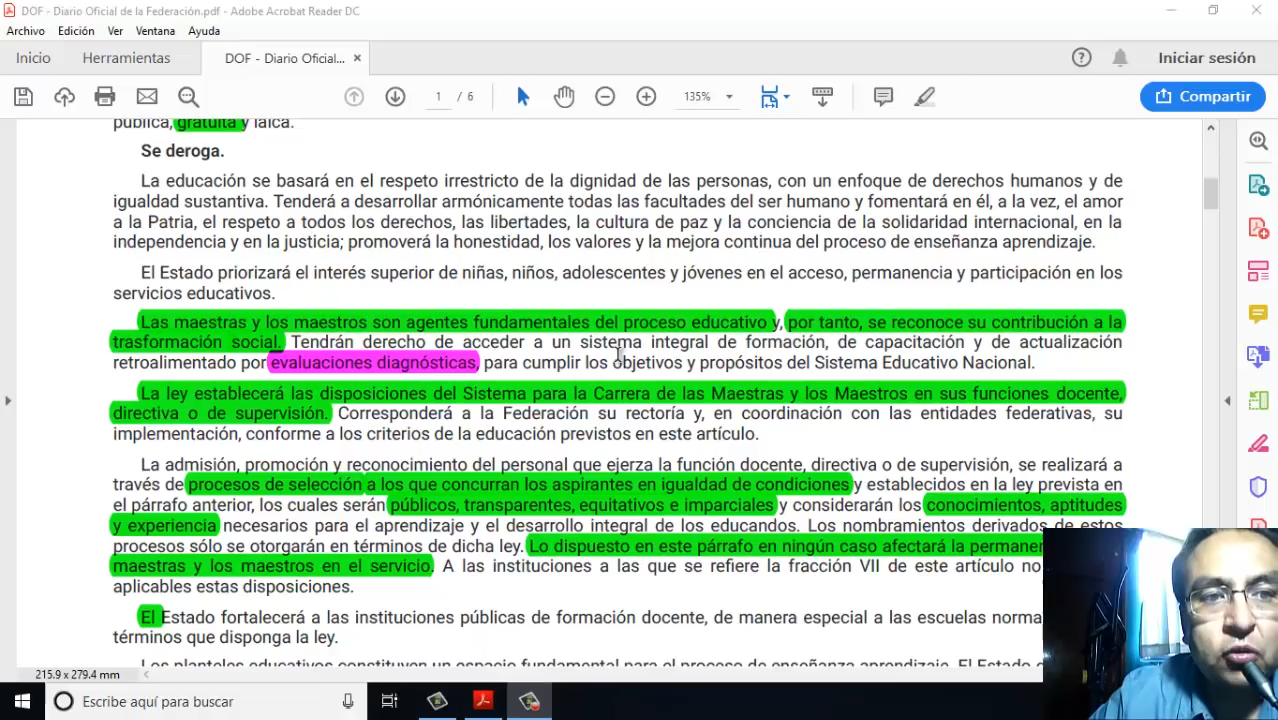 DOF - Diario Oficial de la Federación.pdf - Adobe Acrobat Reader DC
Archivo Edición Ver Ventana Ayuda
Inicio Herramientas DOF - Diario Oficial... × Iniciar sesión
1 / 6 135% Compartir
pública, gratuita y laica.
Se deroga.
La educación se basará en el respeto irrestricto de la dignidad de las personas, con un enfoque de derechos humanos y de
igualdad sustantiva. Tenderá a desarrollar armónicamente todas las facultades del ser humano y fomentará en él, a la vez, el amor
a la Patria, el respeto a todos los derechos, las libertades, la cultura de paz y la conciencia de la solidaridad internacional, en la
independencia y en la justicia; promoverá la honestidad, los valores y la mejora continua del proceso de enseñanza aprendizaje.
El Estado priorizará el interés superior de niñas, niños, adolescentes y jóvenes en el acceso, permanencia y participación en los
servicios educativos.
Las maestras y los maestros son agentes fundamentales del proceso educativo y, por tanto, se reconoce su contribución a la
trasformación social. Tendrán derecho de acceder a un sistema integral de formación, de capacitación y de actualización
retroalimentado por evaluaciones diagnósticas, para cumplir los objetivos y propósitos del Sistema Educativo Nacional.
La ley establecerá las disposiciones del Sistema para la Carrera de las Maestras y los Maestros en sus funciones docente,
directiva o de supervisión. Corresponderá a la Federación su rectoría y, en coordinación con las entidades federativas, su
implementación, conforme a los criterios de la educación previstos en este artículo.
La admisión, promoción y reconocimiento del personal que ejerza la función docente, directiva o de supervisión, se realizará a
través de procesos de selección a los que concurran los aspirantes en igualdad de condiciones y establecidos en la ley prevista en
el párrafo anterior, los cuales serán públicos, transparentes, equitativos e imparciales y considerarán los conocimientos, aptitudes
y experiencia necesarios para el aprendizaje y el desarrollo integral de los educandos. Los nombramientos derivados de estos
procesos sólo se otorgarán en términos de dicha ley. Lo dispuesto en este párrafo en ningún caso afectará la
maestras y los maestros en el servicio. A las instituciones a las que se refiere la fracción VII de este artículo no
aplicables estas disposiciones.
El Estado fortalecerá a las instituciones públicas de formación docente, de manera especial a las escuelas
términos que disponga la ley.
Los planteles educativos constituyen un espacio fundamental para el proceso de enseñanza aprendizaje. El Estado
215.9 x 279.4 mm
Escribe aquí para buscar